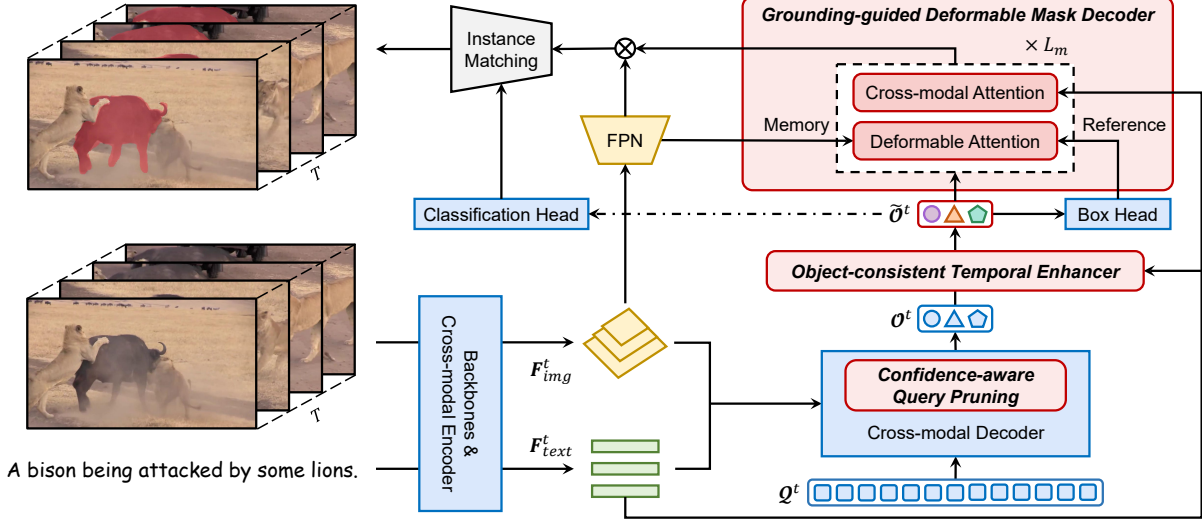 Grounding-guided Deformable Mask Decoder
× L_m
Instance
Matching
Cross-modal Attention
Memory
Deformable Attention
Reference
FPN
T
Classification Head
Õ^t
Box Head
Object-consistent Temporal Enhancer
O^t
Backbones &
Cross-modal Encoder
F^t_img
Confidence-aware
Query Pruning
Cross-modal Decoder
T
F^t_text
A bison being attacked by some lions.
Q^t